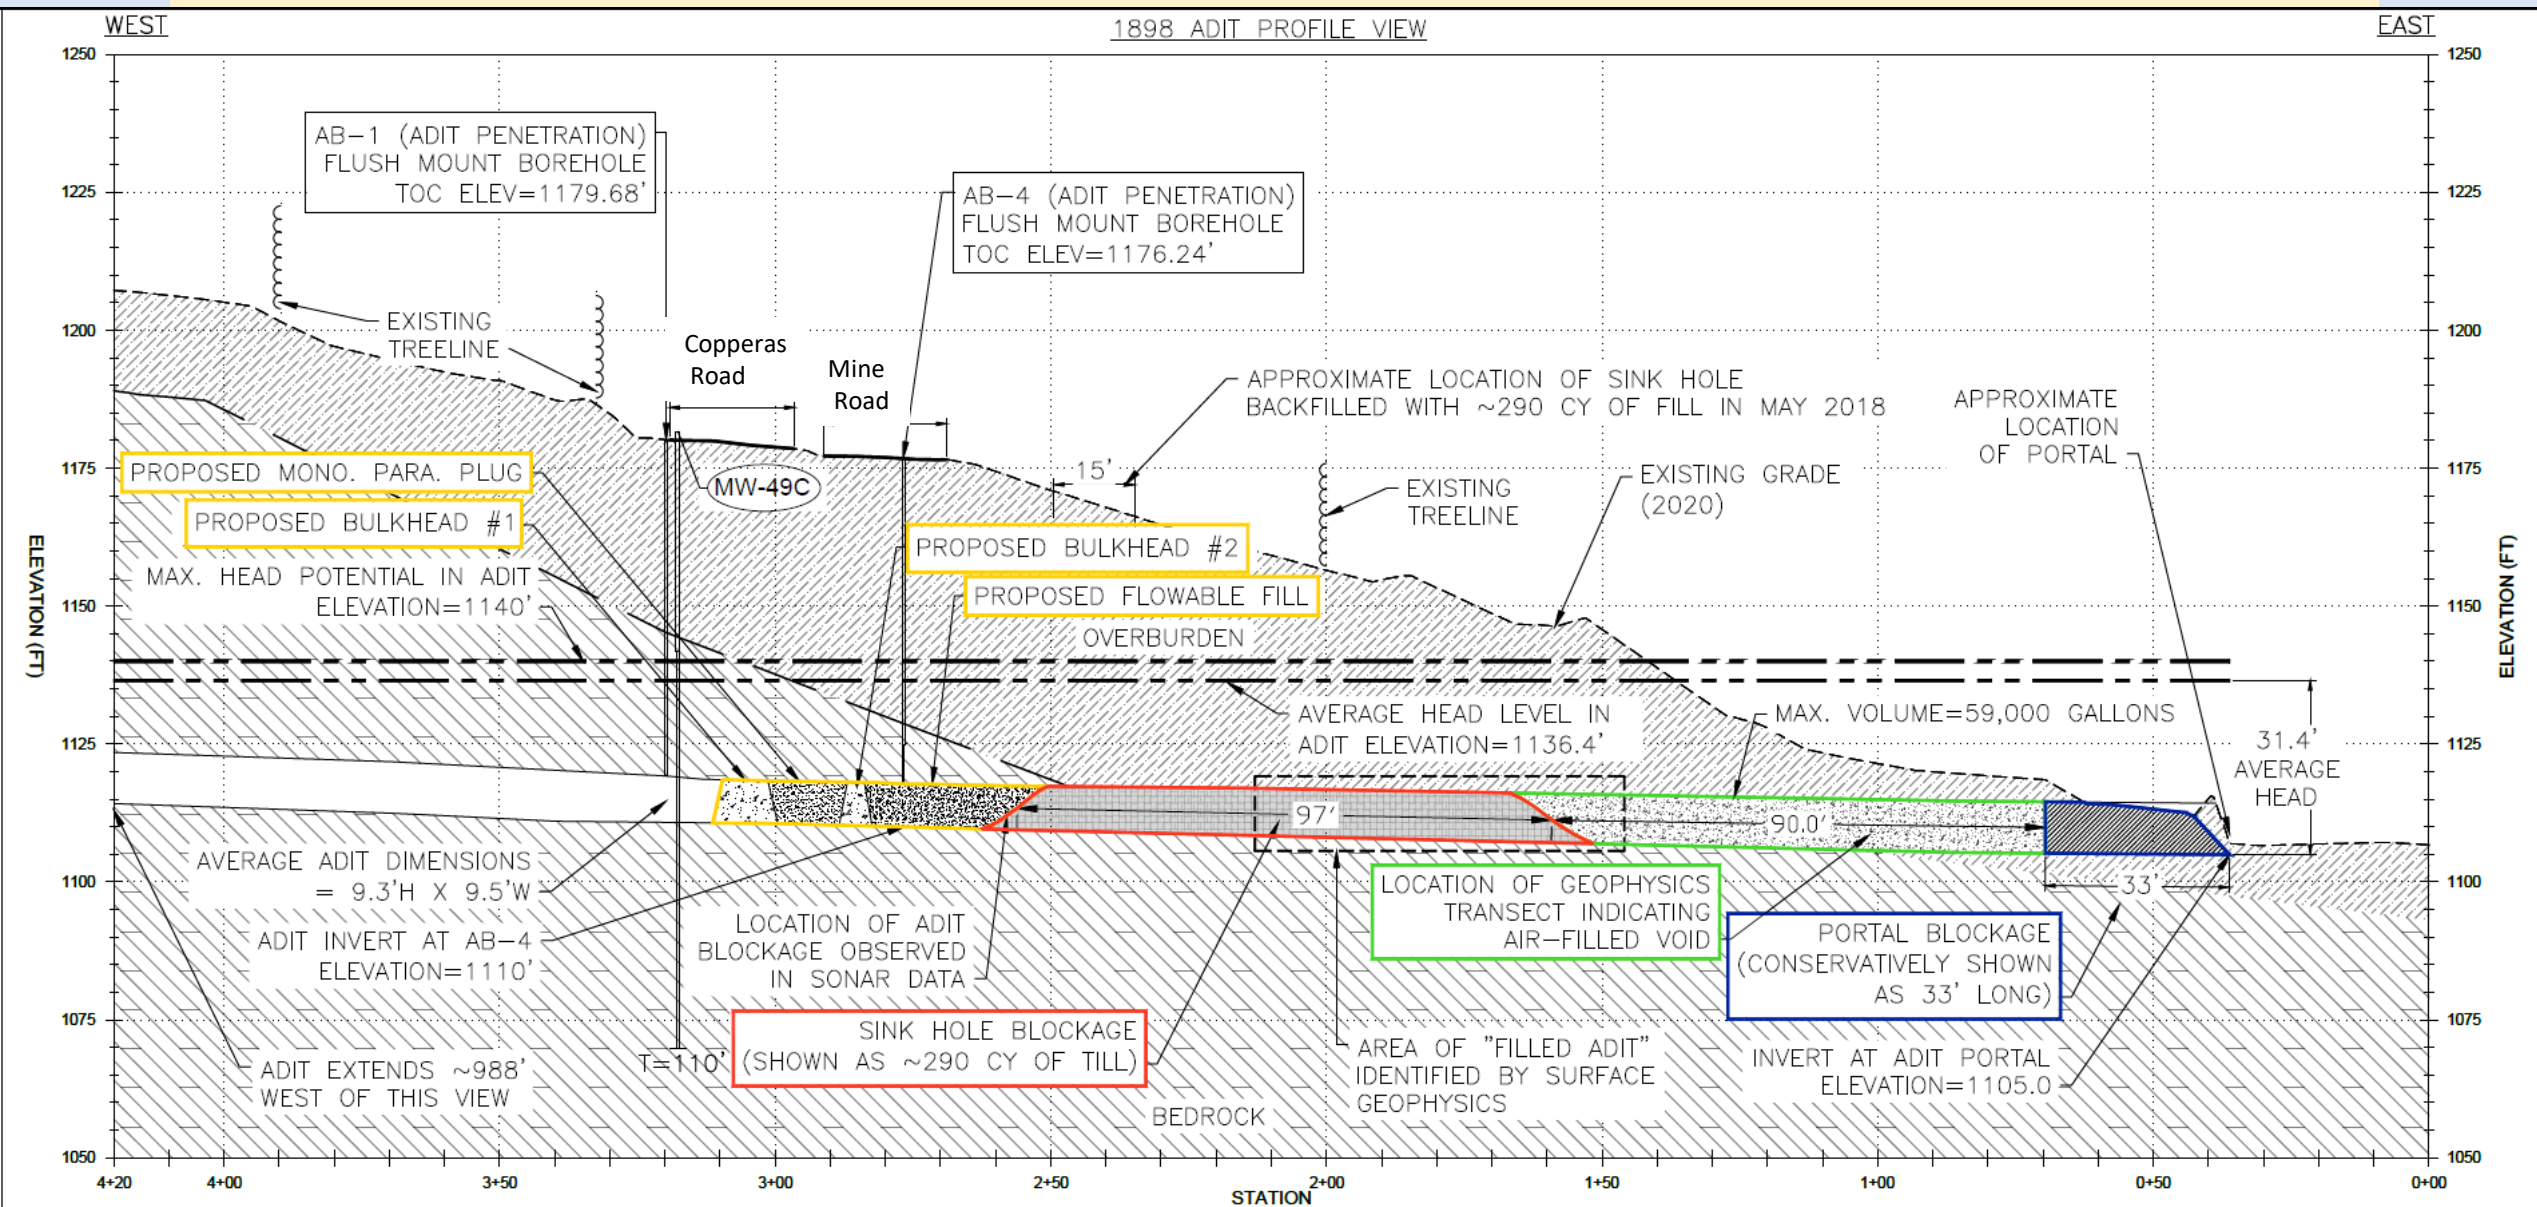 WEST
1898 ADIT PROFILE VIEW
EAST
1250
1250
AB-1 (ADIT PENETRATION)
FLUSH MOUNT BOREHOLE
TOC ELEV=1179.68'
AB-4 (ADIT PENETRATION)
FLUSH MOUNT BOREHOLE
TOC ELEV=1176.24'
1225
1225
EXISTING
TREELINE
1200
1200
Copperas
Road
Mine
Road
APPROXIMATE LOCATION OF SINK HOLE
BACKFILLED WITH ~290 CY OF FILL IN MAY 2018
APPROXIMATE
LOCATION
OF PORTAL
1175
1175
PROPOSED MONO. PARA. PLUG
MW-49C
15'
EXISTING
TREELINE
EXISTING GRADE
(2020)
PROPOSED BULKHEAD #1
PROPOSED BULKHEAD #2
MAX. HEAD POTENTIAL IN ADIT
ELEVATION=1140'
PROPOSED FLOWABLE FILL
OVERBURDEN
1150
1150
ELEVATION (FT)
ELEVATION (FT)
AVERAGE HEAD LEVEL IN
ADIT ELEVATION=1136.4'
MAX. VOLUME=59,000 GALLONS
31.4'
AVERAGE
HEAD
1125
1125
97'
90.0'
33'
AVERAGE ADIT DIMENSIONS
= 9.3'H X 9.5'W
1100
1100
ADIT INVERT AT AB-4
ELEVATION=1110'
LOCATION OF ADIT
BLOCKAGE OBSERVED
IN SONAR DATA
LOCATION OF GEOPHYSICS
TRANSECT INDICATING
AIR-FILLED VOID
PORTAL BLOCKAGE
(CONSERVATIVELY SHOWN
AS 33' LONG)
1075
1075
ADIT EXTENDS ~988'
WEST OF THIS VIEW
T=110'
SINK HOLE BLOCKAGE
(SHOWN AS ~290 CY OF TILL)
AREA OF "FILLED ADIT"
IDENTIFIED BY SURFACE
GEOPHYSICS
INVERT AT ADIT PORTAL
ELEVATION=1105.0
BEDROCK
1050
1050
4+20
4+00
3+50
3+00
2+50
2+00
1+50
1+00
0+50
0+00
STATION